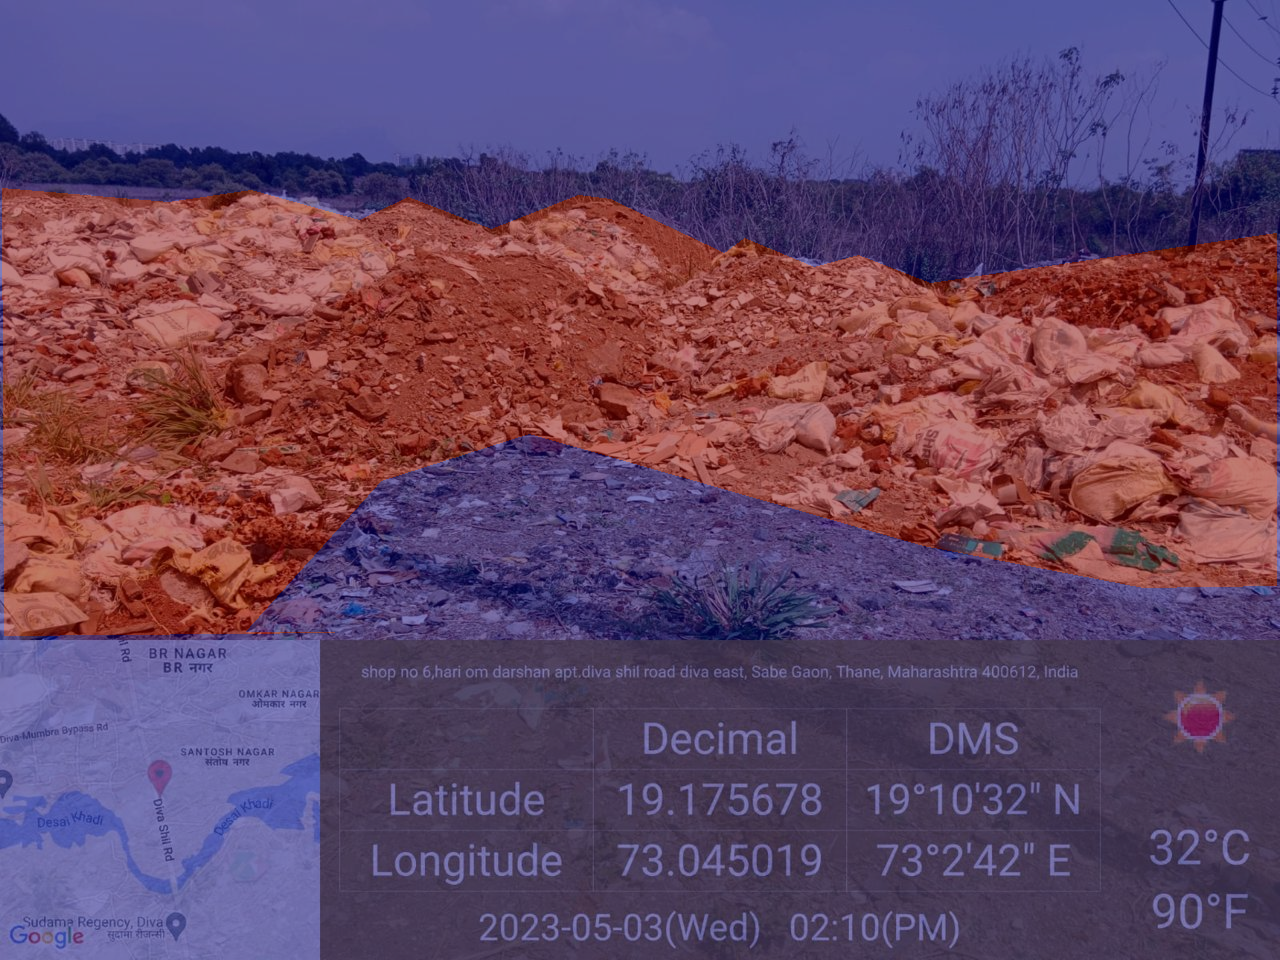 BR NAGAR
BR नगर
Rd
OMKAR NAGAR
ओंमकार नगर
Diva-Mumbra Bypass Rd
SANTOSH NAGAR
संतोष नगर
Desai Khadi
Diva Shil Rd
Desai Khadi
Sudama Regency, Diva
सुदामा रीजन्सी
Google
shop no 6,hari om darshan apt.diva shil road diva east, Sabe Gaon, Thane, Maharashtra 400612, India
Decimal DMS
Latitude 19.175678 19°10'32" N
Longitude 73.045019 73°2'42" E
2023-05-03(Wed) 02:10(PM)
32°C
90°F